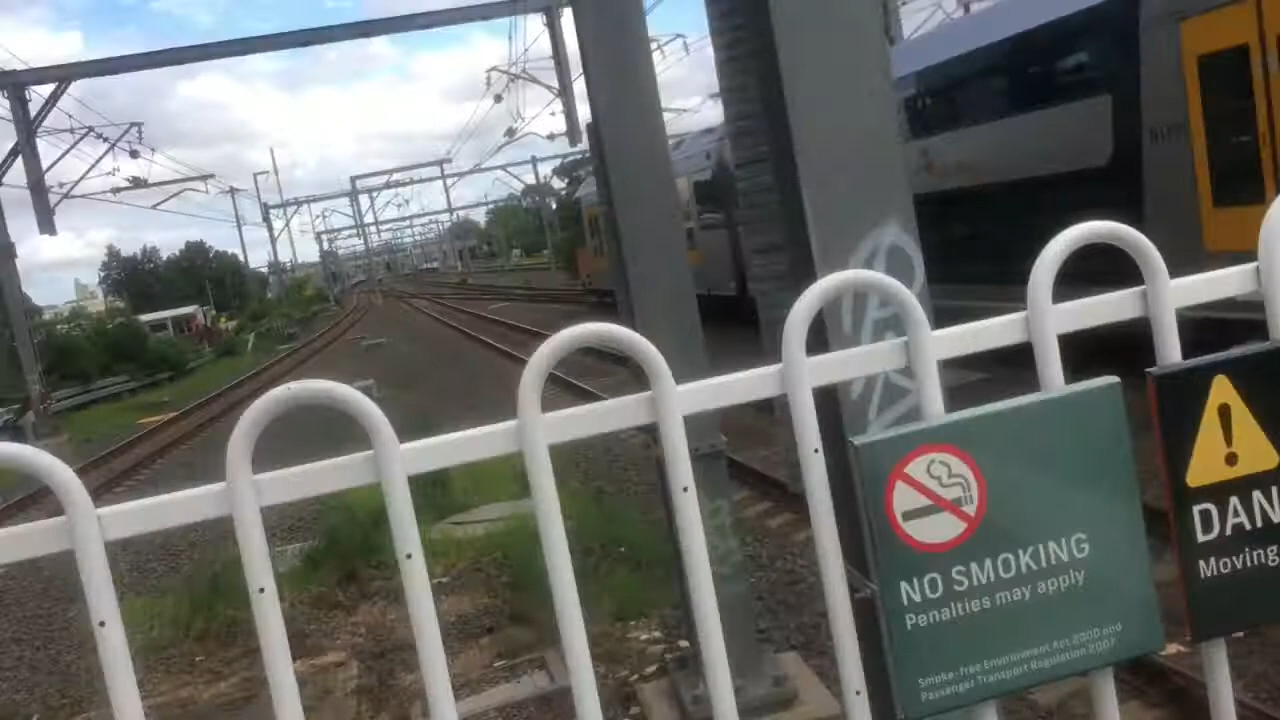 NO SMOKING
Penalties may apply
Smoke-free Environment Act 2000 and
Passenger Transport Regulation 2007
DAN
Moving